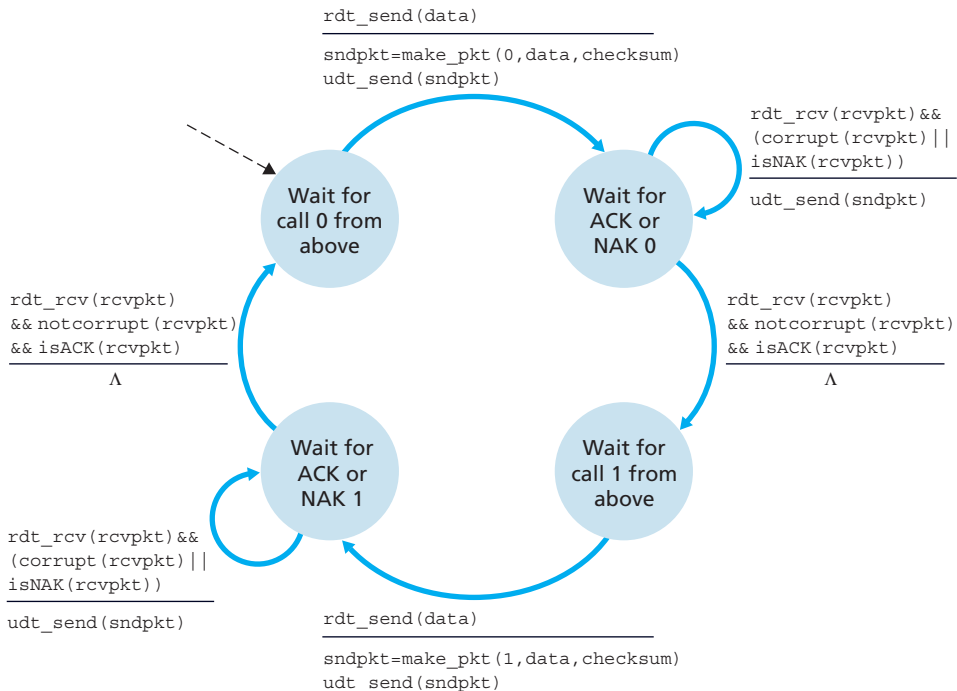 rdt_send(data)
sndpkt=make_pkt(0,data,checksum)
udt_send(sndpkt)
rdt_rcv(rcvpkt)&&
(corrupt(rcvpkt)||
isNAK(rcvpkt))
udt_send(sndpkt)
Wait for
call 0 from
above
Wait for
ACK or
NAK 0
rdt_rcv(rcvpkt)
&& notcorrupt(rcvpkt)
&& isACK(rcvpkt)
Λ
rdt_rcv(rcvpkt)
&& notcorrupt(rcvpkt)
&& isACK(rcvpkt)
Λ
Wait for
ACK or
NAK 1
Wait for
call 1 from
above
rdt_rcv(rcvpkt)&&
(corrupt(rcvpkt)||
isNAK(rcvpkt))
udt_send(sndpkt)
rdt_send(data)
sndpkt=make_pkt(1,data,checksum)
udt_send(sndpkt)